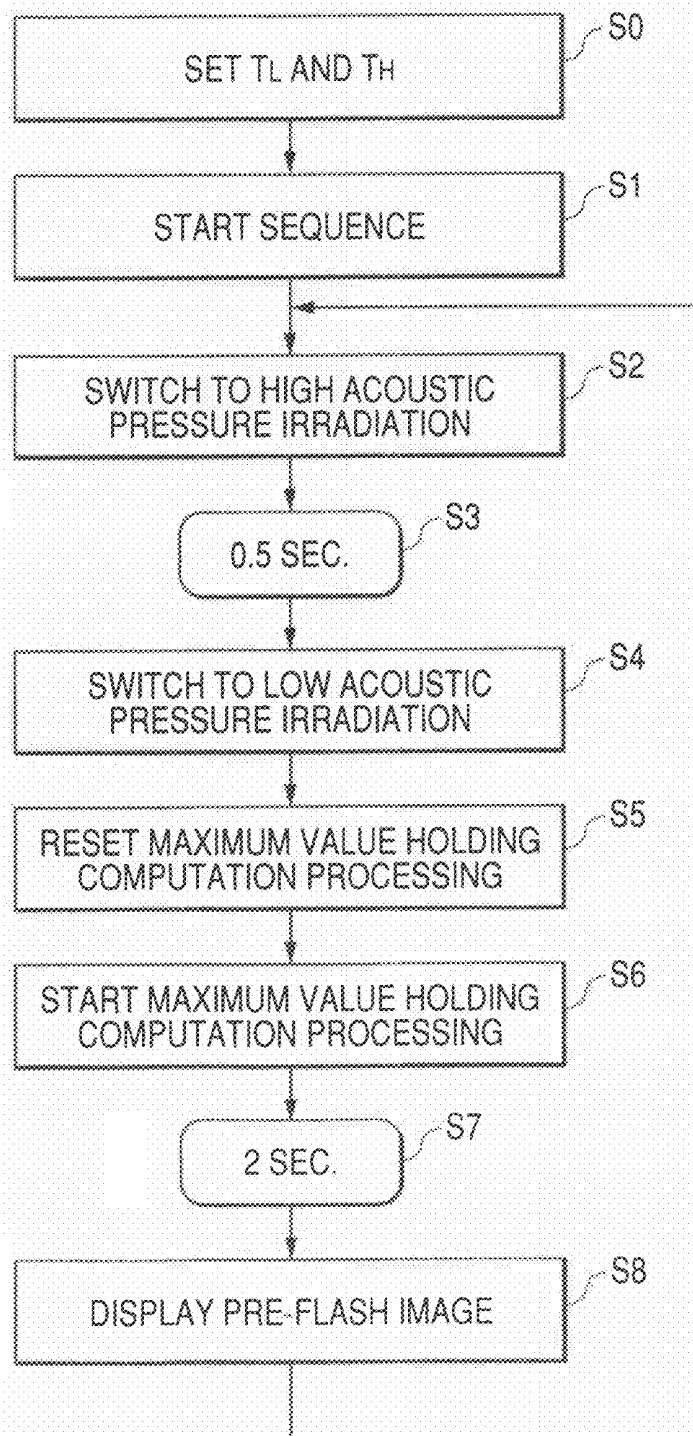 S0
SET TL AND TH
S1
START SEQUENCE
S2
SWITCH TO HIGH ACOUSTIC
PRESSURE IRRADIATION
S3
0.5 SEC.
S4
SWITCH TO LOW ACOUSTIC
PRESSURE IRRADIATION
S5
RESET MAXIMUM VALUE HOLDING
COMPUTATION PROCESSING
S6
START MAXIMUM VALUE HOLDING
COMPUTATION PROCESSING
S7
2 SEC.
S8
DISPLAY PRE-FLASH IMAGE